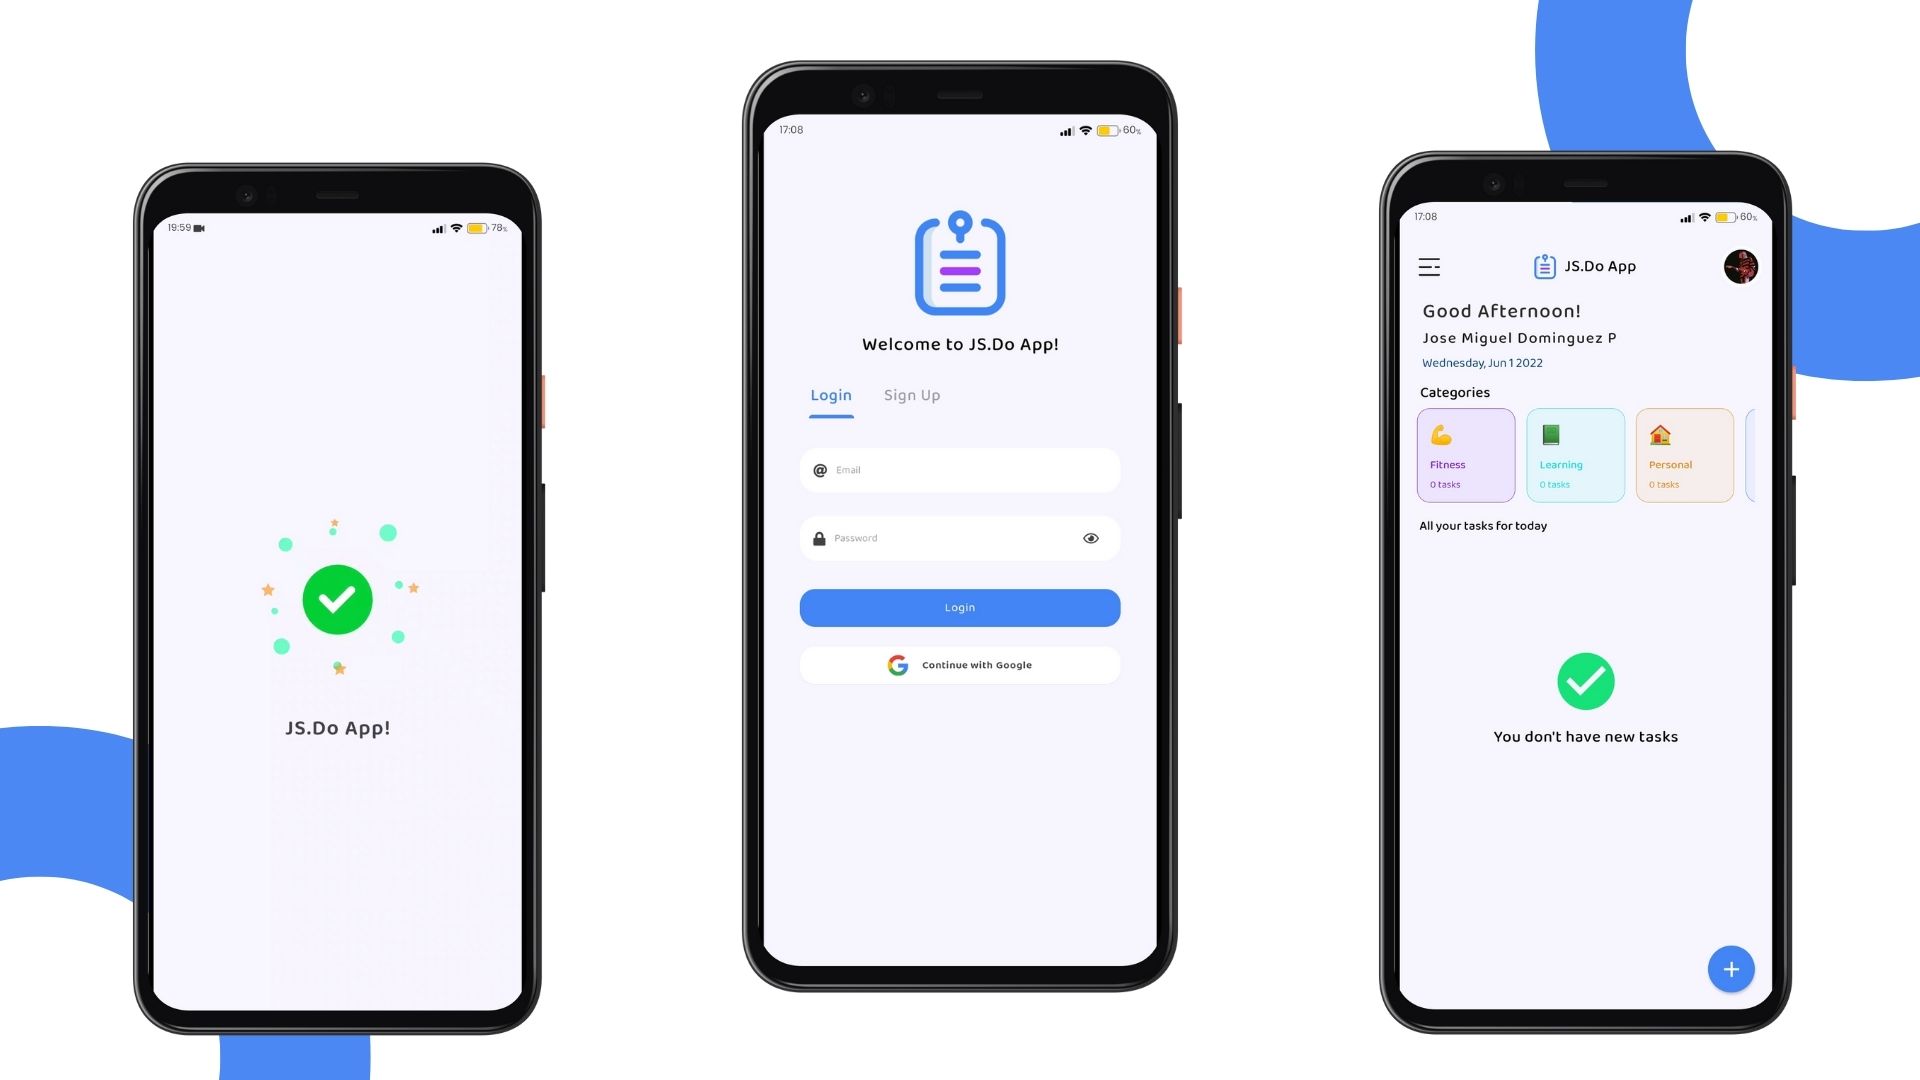 19:59
78%
JS.Do App!
17:08
60%
Welcome to JS.Do App!
Login
Sign Up
@ Email
Password
Login
G Continue with Google
17:08
60%
JS.Do App
Good Afternoon!
Jose Miguel Dominguez P
Wednesday, Jun 1 2022
Categories
Fitness
0 tasks
Learning
0 tasks
Personal
0 tasks
All your tasks for today
You don't have new tasks
+